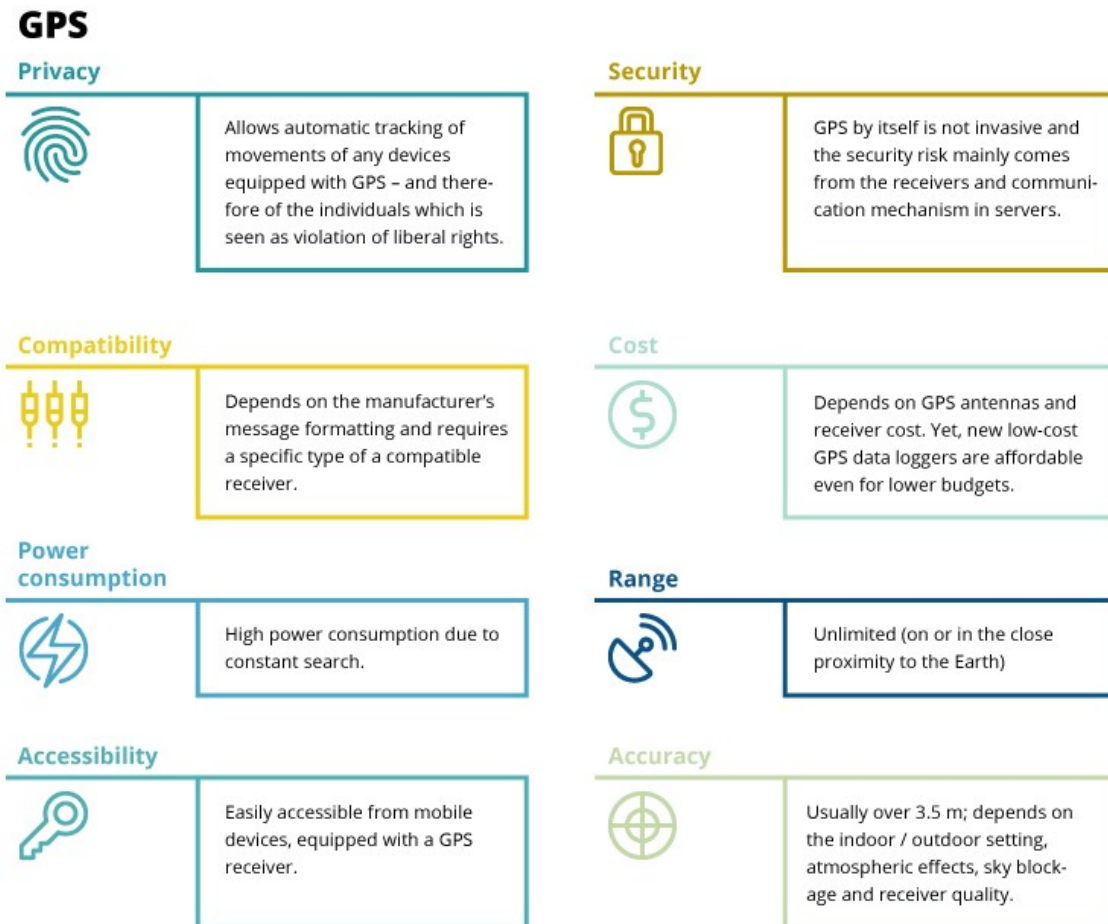 GPS
Privacy
Allows automatic tracking of
movements of any devices
equipped with GPS – and there-
fore of the individuals which is
seen as violation of liberal rights.
Security
GPS by itself is not invasive and
the security risk mainly comes
from the receivers and communi-
cation mechanism in servers.
Compatibility
Depends on the manufacturer's
message formatting and requires
a specific type of a compatible
receiver.
Cost
Depends on GPS antennas and
receiver cost. Yet, new low-cost
GPS data loggers are affordable
even for lower budgets.
Power
consumption
High power consumption due to
constant search.
Range
Unlimited (on or in the close
proximity to the Earth)
Accessibility
Easily accessible from mobile
devices, equipped with a GPS
receiver.
Accuracy
Usually over 3.5 m; depends on
the indoor / outdoor setting,
atmospheric effects, sky block-
age and receiver quality.